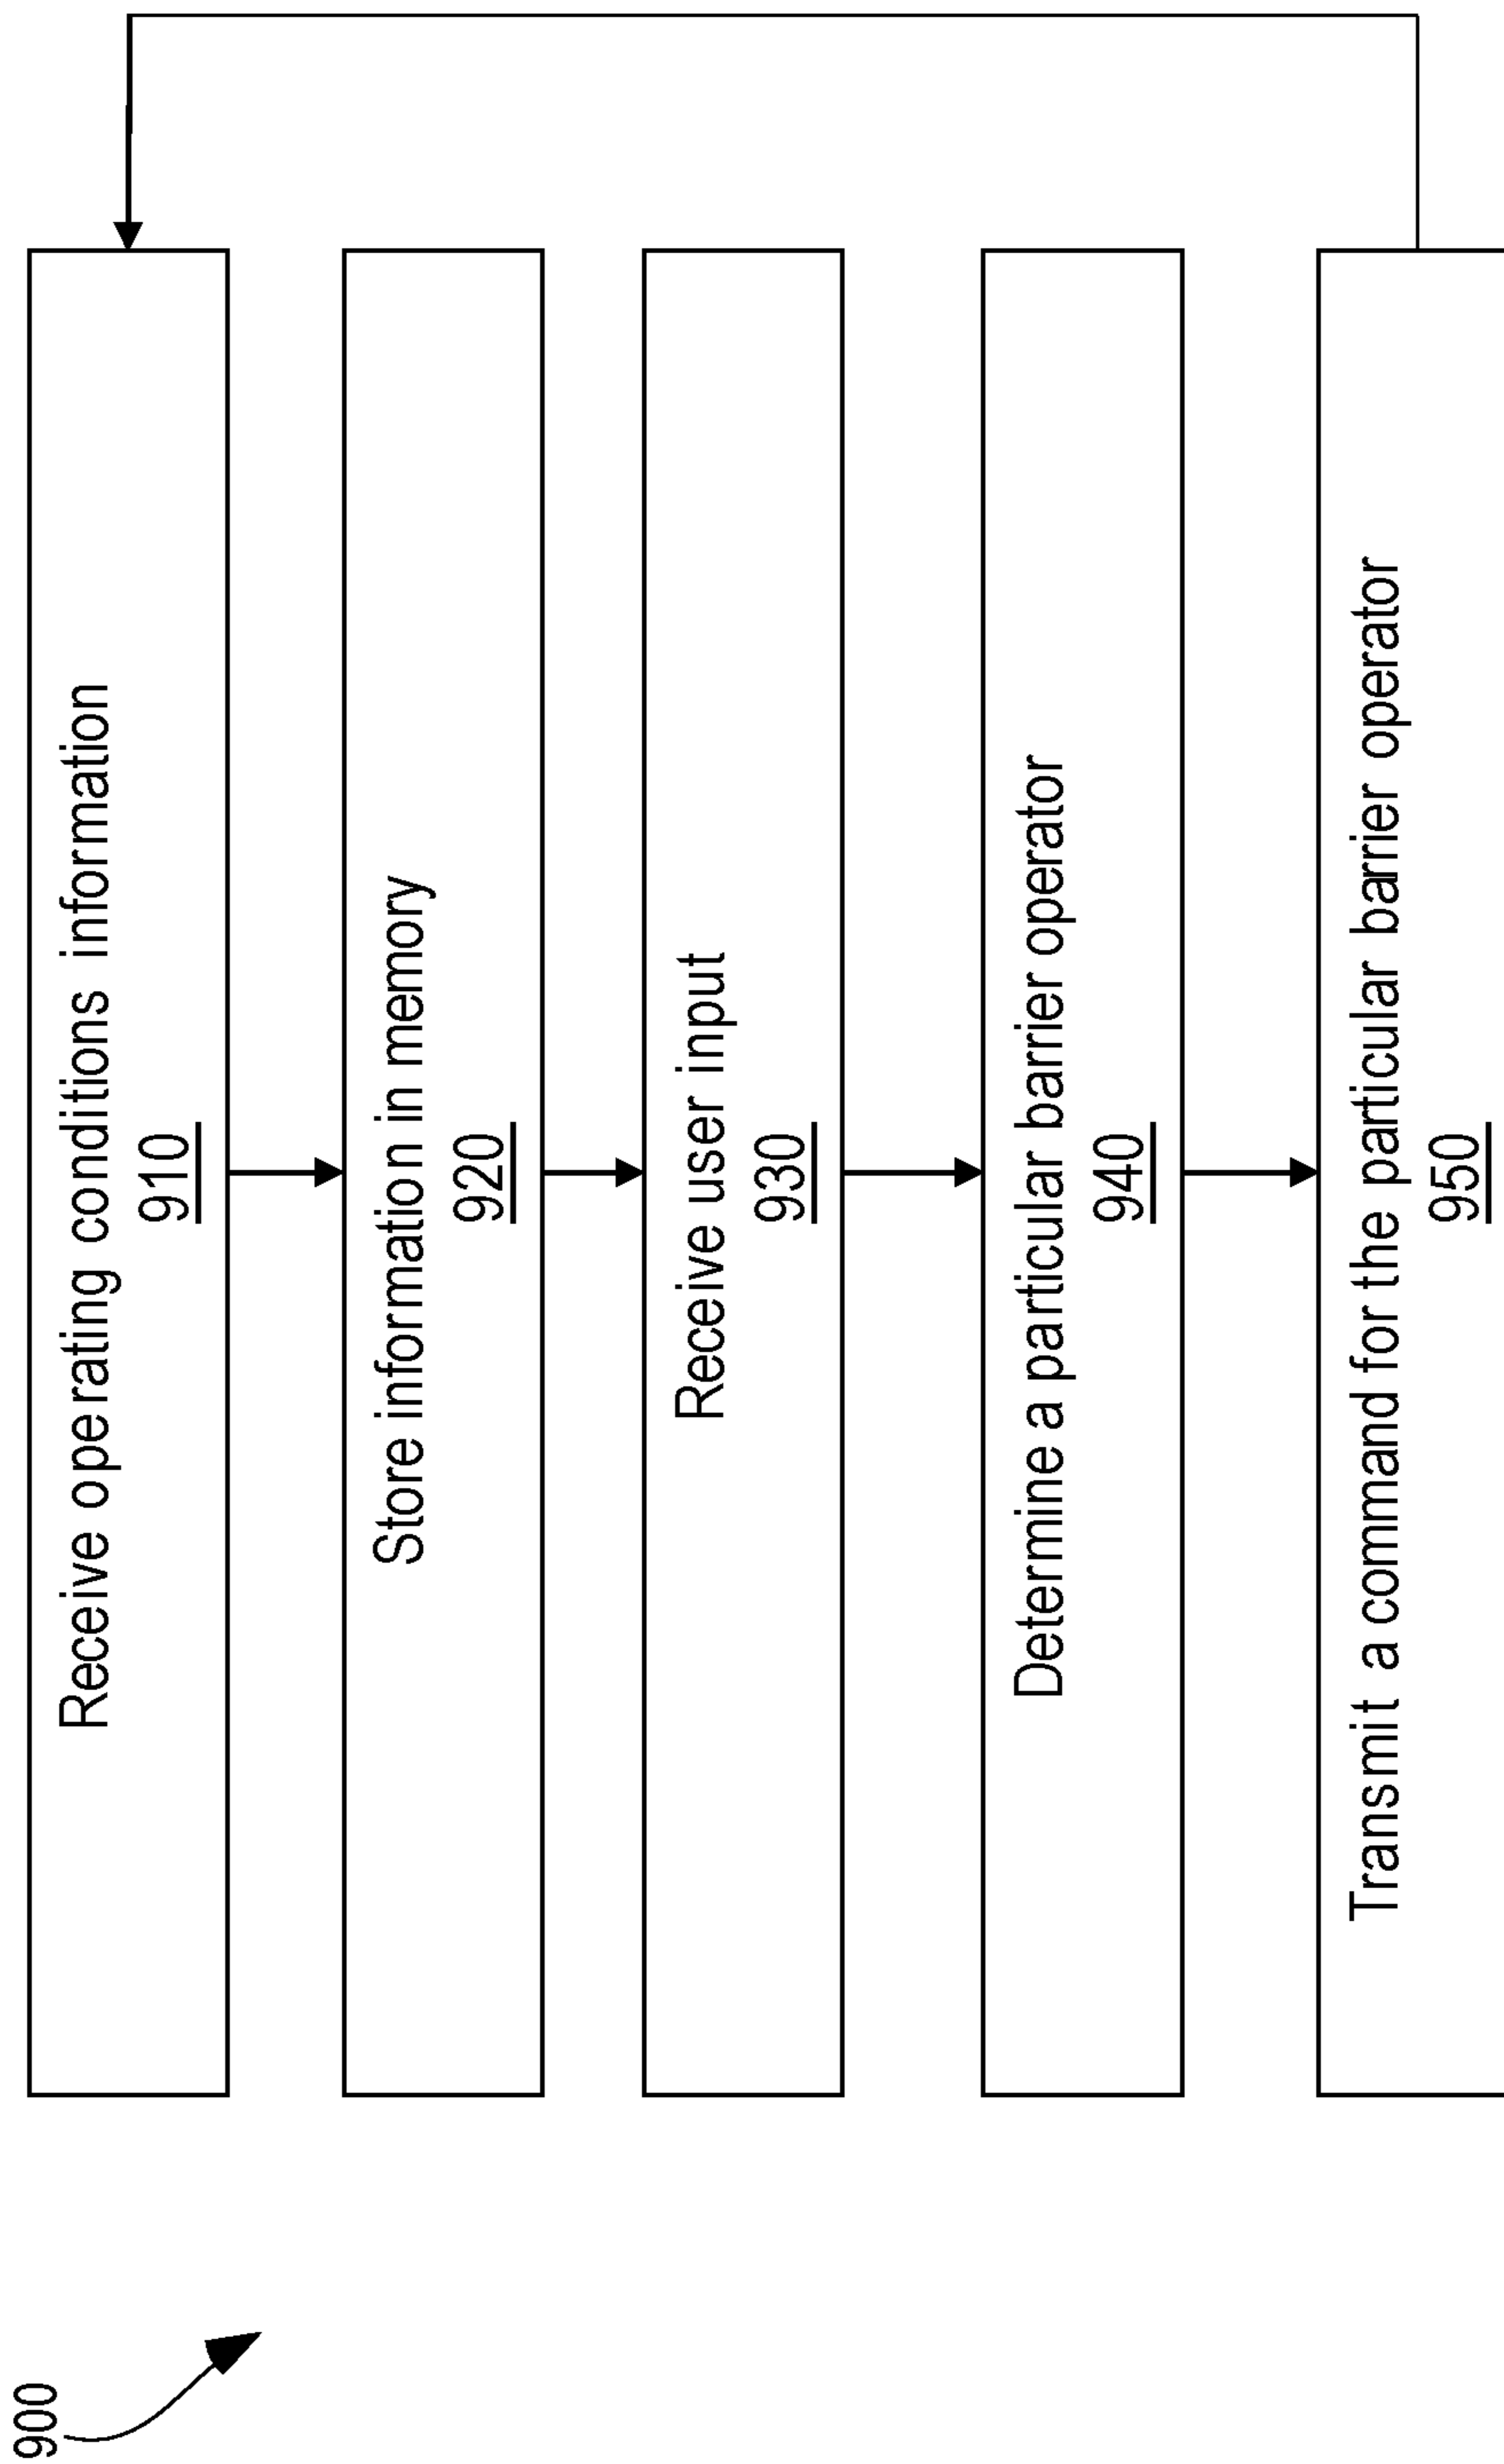 900
Receive operating conditions information
910
Store information in memory
920
Receive user input
930
Determine a particular barrier operator
940
Transmit a command for the particular barrier operator
950